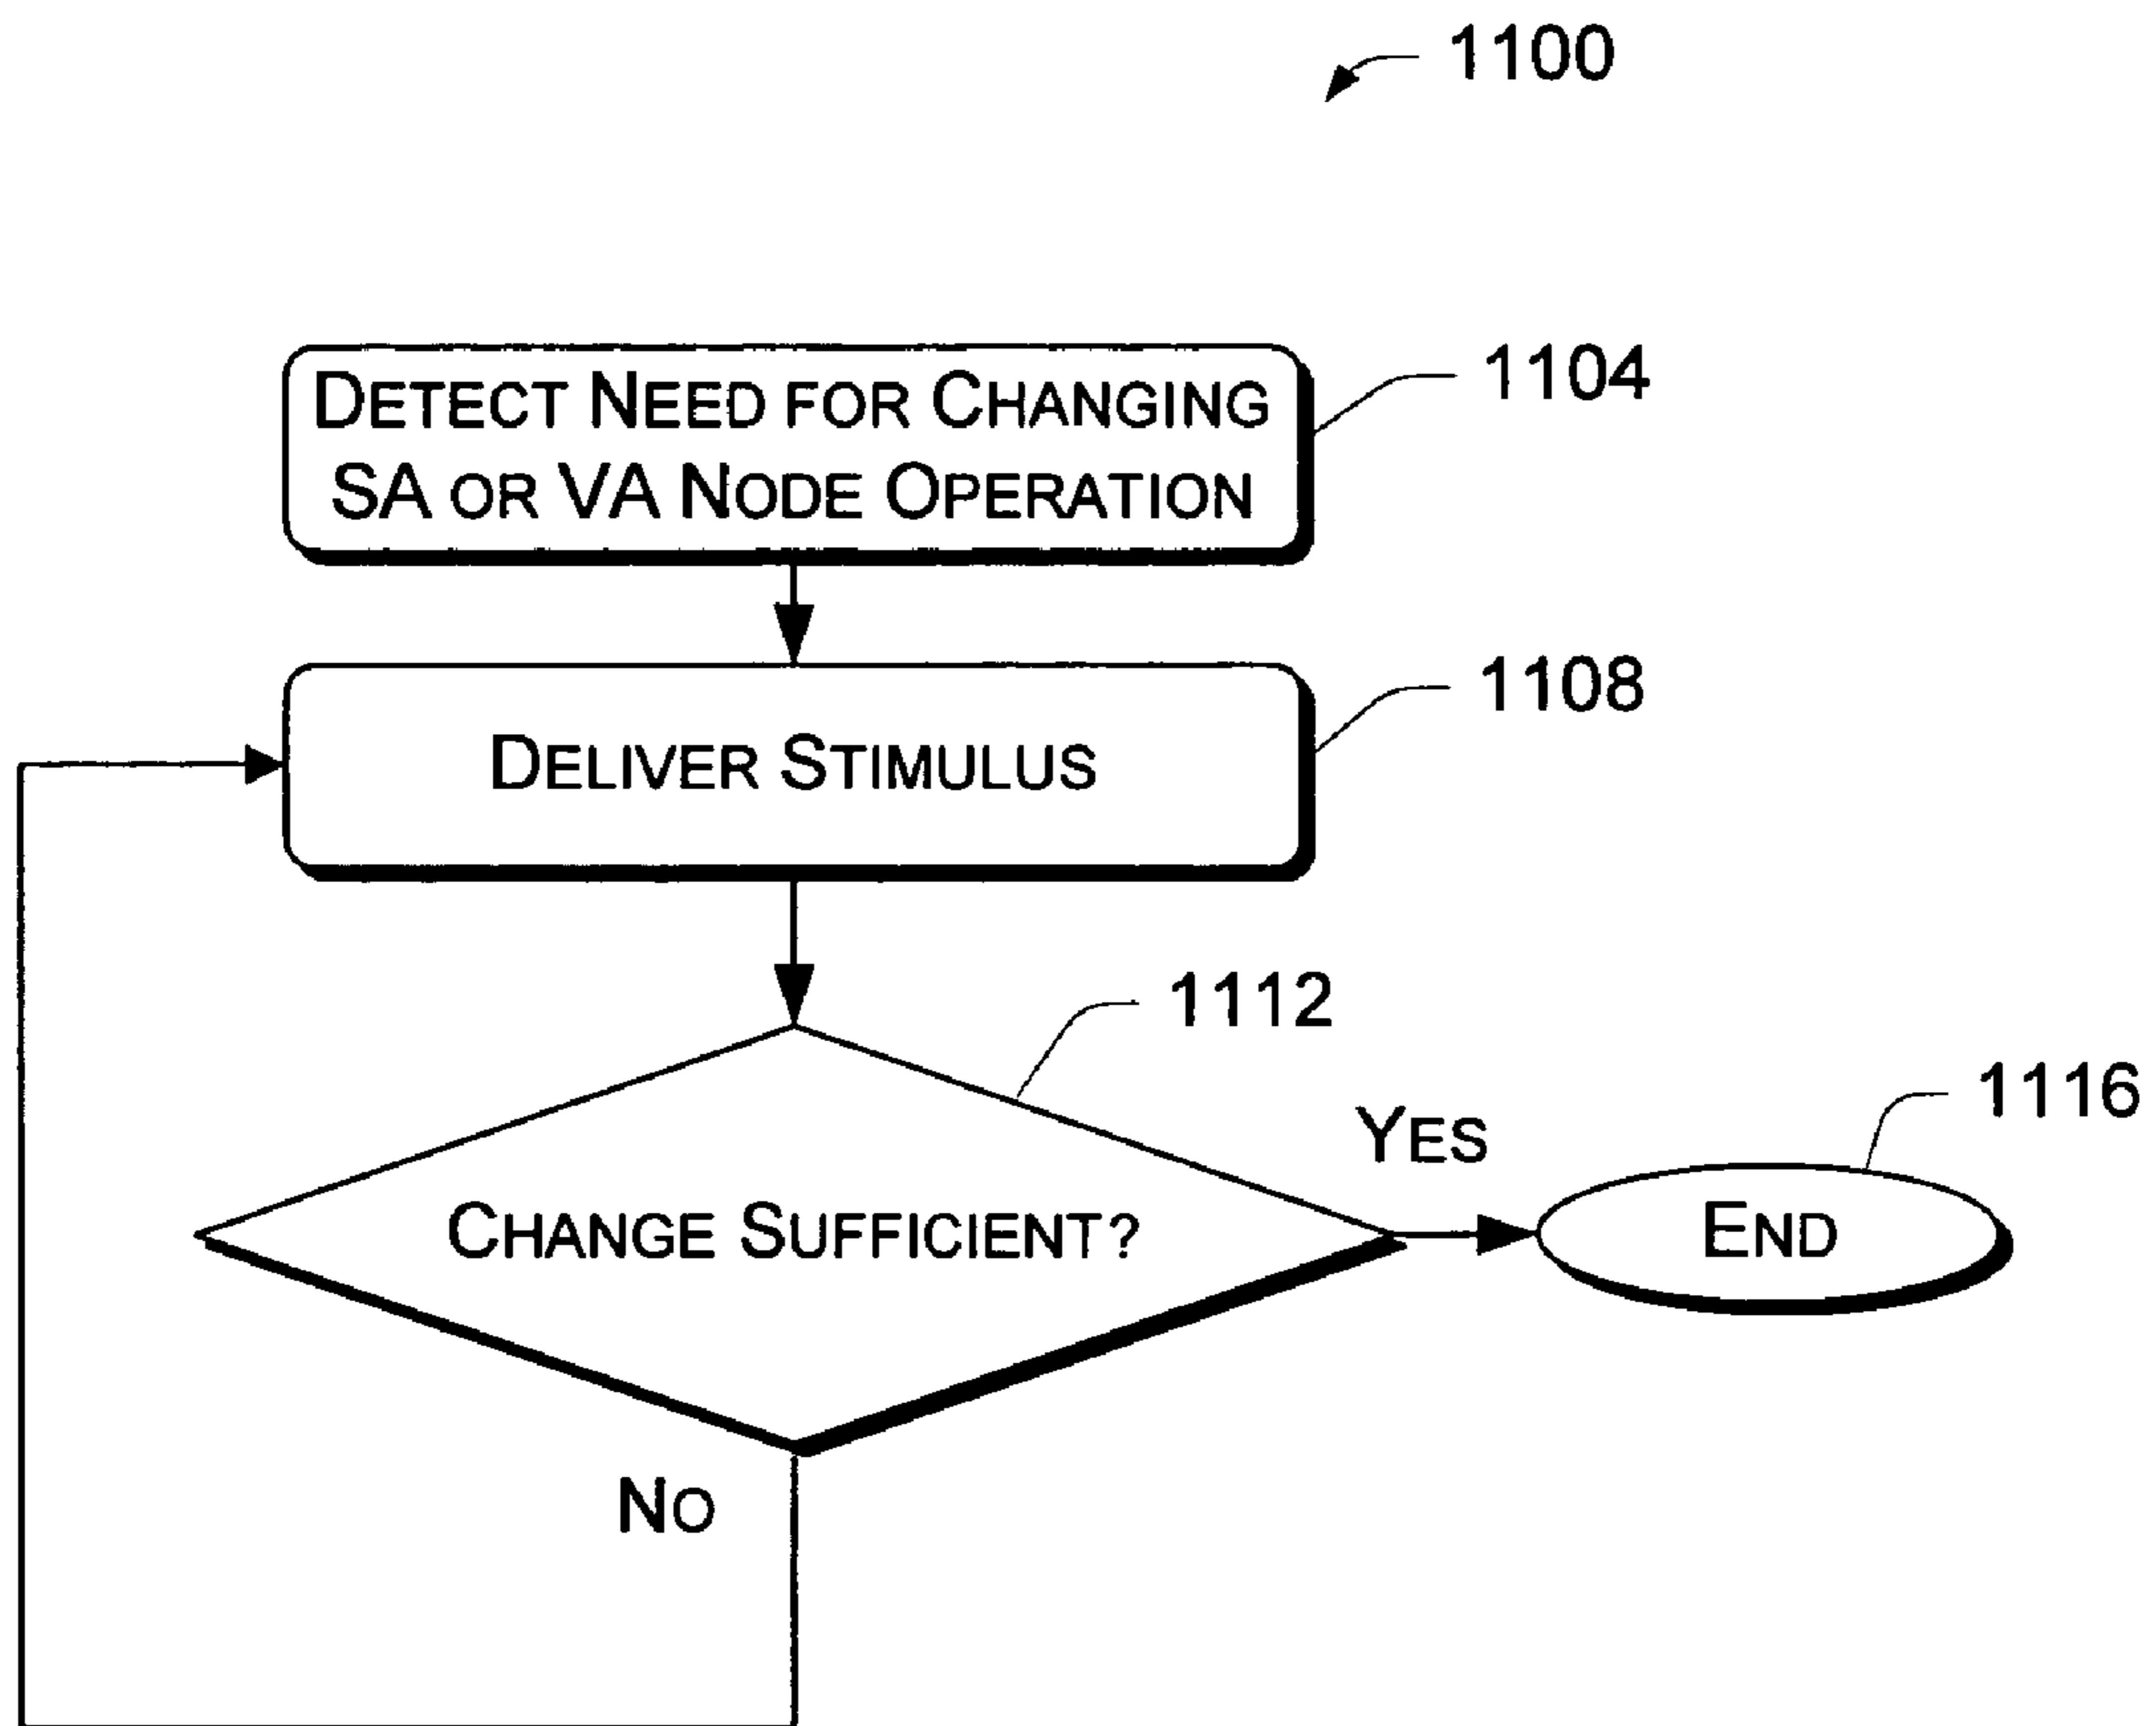 1100
DETECT NEED FOR CHANGING
SA OR VA NODE OPERATION
1104
DELIVER STIMULUS
1108
1112
CHANGE SUFFICIENT?
YES
1116
END
NO